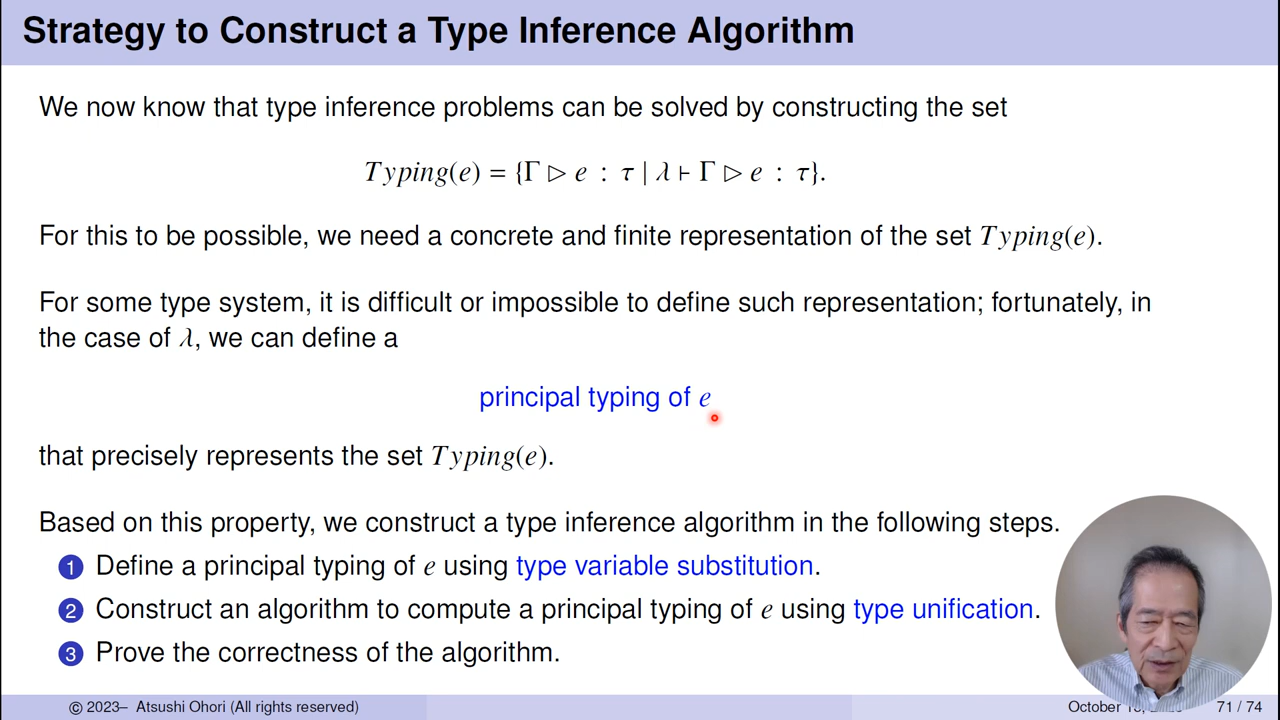 Strategy to Construct a Type Inference Algorithm
We now know that type inference problems can be solved by constructing the set
Typing(e) = {Γ ▷ e : τ | λ ⊢ Γ ▷ e : τ}.
For this to be possible, we need a concrete and finite representation of the set Typing(e).
For some type system, it is difficult or impossible to define such representation; fortunately, in
the case of λ, we can define a
principal typing of e
that precisely represents the set Typing(e).
Based on this property, we construct a type inference algorithm in the following steps.
1 Define a principal typing of e using type variable substitution.
2 Construct an algorithm to compute a principal typing of e using type unification.
3 Prove the correctness of the algorithm.
© 2023– Atsushi Ohori (All rights reserved) October 71 / 74